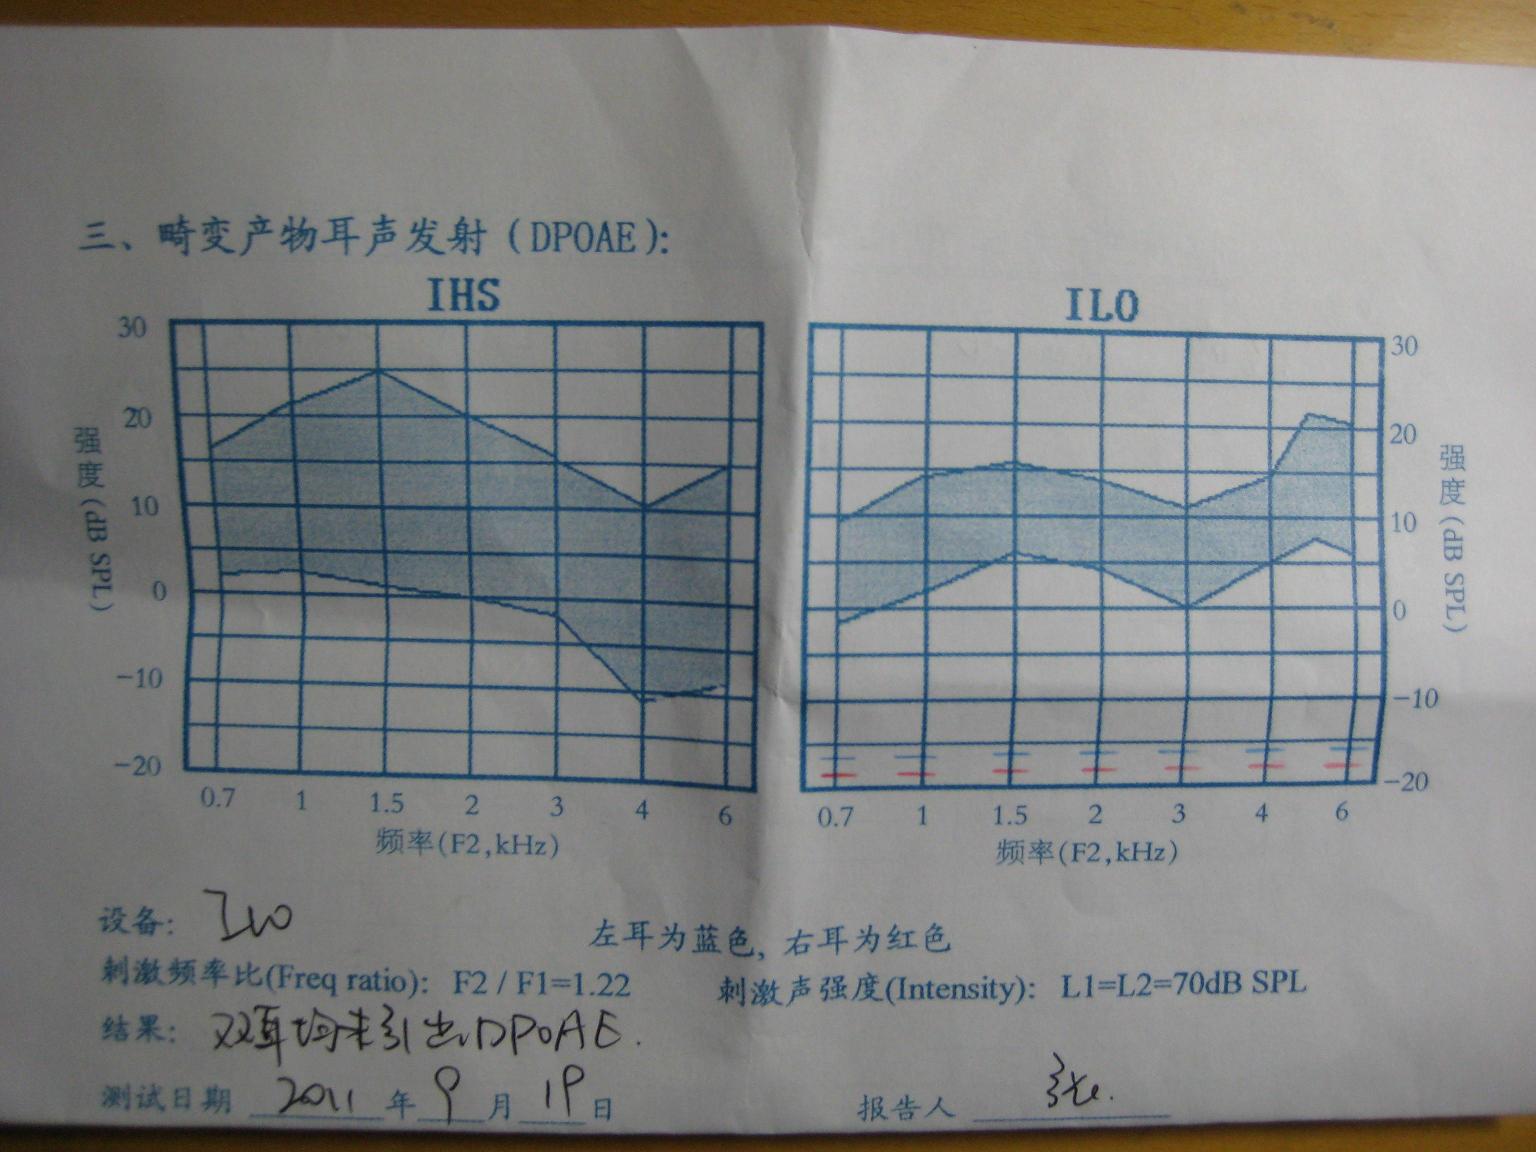 三、畸变产物耳声发射（DPOAE）：
IHS
ILO
30
20
10
0
-10
-20
强度(dB SPL)
0.7 1 1.5 2 3 4 6
频率(F2,kHz)
30
20
10
0
-10
-20
强度(dB SPL)
0.7 1 1.5 2 3 4 6
频率(F2,kHz)
设备： ILO
左耳为蓝色，右耳为红色
刺激频率比(Freq ratio)： F2 / F1=1.22 刺激声强度(Intensity)： L1=L2=70dB SPL
结果： 双耳均未引出DPOAE.
测试日期 2011 年 9 月 19 日 报告人